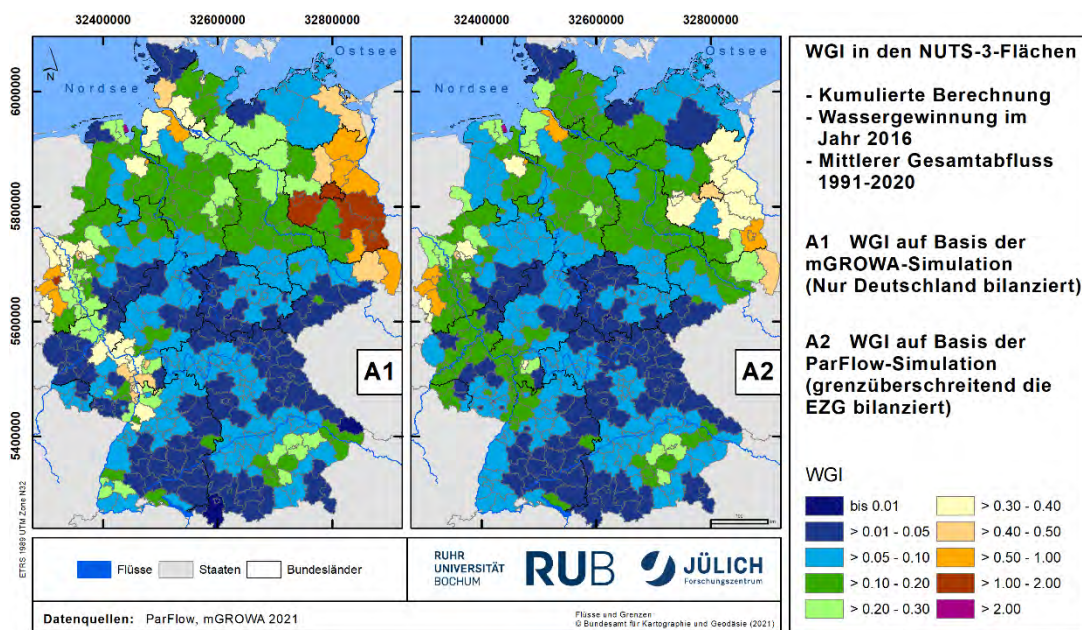 32400000 32600000 32800000 32400000 32600000 32800000
5600000
5800000
5600000
5400000
ETRS 1989 UTM Zone N32
N
Nordsee
Ostsee
A1
Nordsee
Ostsee
A2
WGI in den NUTS-3-Flächen
- Kumulierte Berechnung
- Wassergewinnung im
Jahr 2016
- Mittlerer Gesamtabfluss
1991-2020
A1 WGI auf Basis der
mGROWA-Simulation
(Nur Deutschland bilanziert)
A2 WGI auf Basis der
ParFlow-Simulation
(grenzüberschreitend die
EZG bilanziert)
WGI
bis 0.01
> 0.01 - 0.05
> 0.05 - 0.10
> 0.10 - 0.20
> 0.20 - 0.30
> 0.30 - 0.40
> 0.40 - 0.50
> 0.50 - 1.00
> 1.00 - 2.00
> 2.00
Flüsse
Staaten
Bundesländer
RUHR
UNIVERSITÄT
BOCHUM
RUB
JÜLICH
Forschungszentrum
Datenquellen: ParFlow, mGROWA 2021
Flüsse und Grenzen
© Bundesamt für Kartographie und Geodäsie (2021)